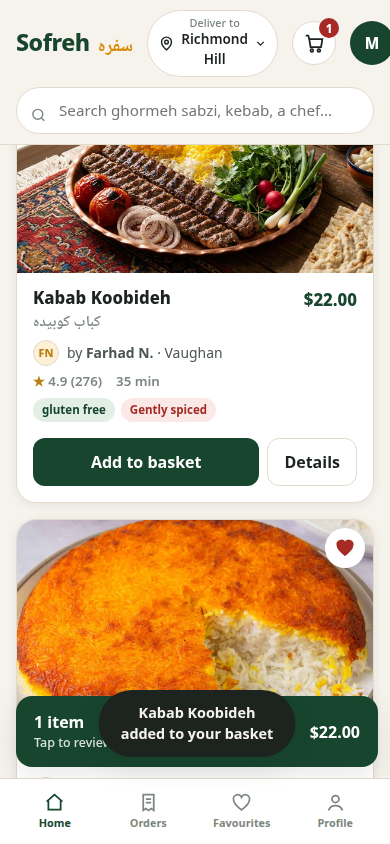 Sofreh سفره
Deliver to
Richmond
Hill
1
M
Search ghormeh sabzi, kebab, a chef...
Kabab Koobideh
$22.00
کباب کوبیده
FN
by Farhad N. · Vaughan
★ 4.9 (276) 35 min
gluten free
Gently spiced
Add to basket
Details
1 item
Tap to
$22.00
Kabab Koobideh
added to your basket
Home
Orders
Favourites
Profile